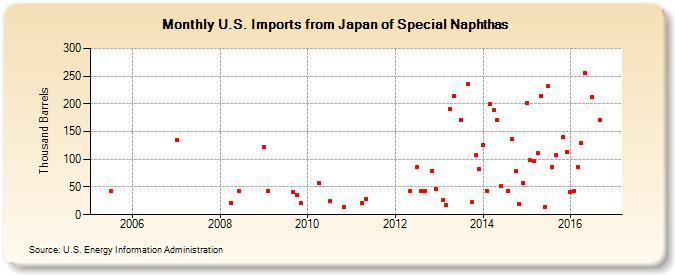 Monthly U.S. Imports from Japan of Special Naphthas
Thousand Barrels
300
250
200
150
100
50
0
2006 2008 2010 2012 2014 2016
Source: U.S. Energy Information Administration